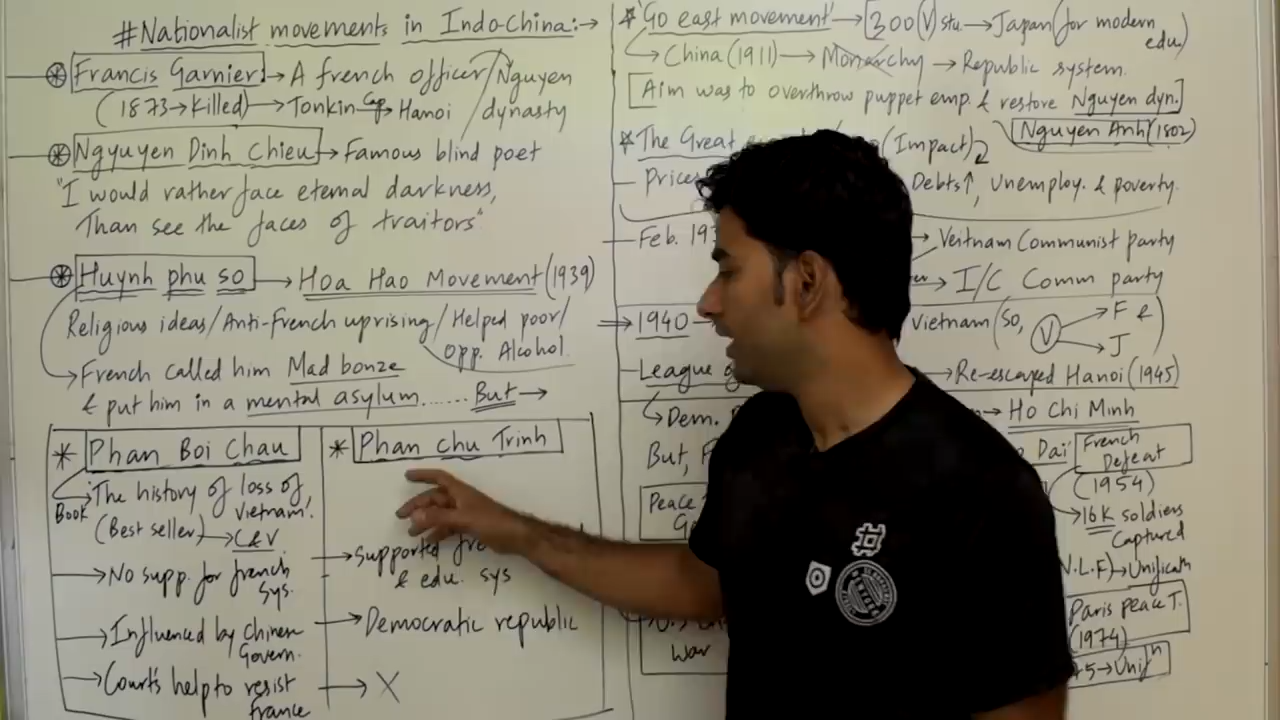 #Nationalist movements in Indo-China:→
⊛ Francis Garnier → A french officer / Nguyen
(1873→Killed) → Tonkin Cap→ Hanoi / dynasty
⊛ Ngyuyen Dinh Chieu → Famous blind poet
"I would rather face eternal darkness,
Than see the faces of traitors"
⊛ Huynh phu so → Hoa Hao Movement (1939)
Religious ideas/Anti-French uprising/Helped poor/
opp. Alcohol.
→ French called him Mad bonze
& put him in a mental asylum...... But →
* Phan Boi Chau
Book → 'The history of loss of
Vietnam'.
(Best seller) → C&V.
→ No supp. for french
sys.
→ Influenced by Chinese
Govern.
→ Court's help to resist
france
* Phan chu Trinh
→ Supported
& edu. sys
→ Democratic republic
→ X
* 'Go east movement' → 300 (V) stu. → Japan (for modern
edu.)
→ China (1911) → Monarchy → Republic system.
[Aim was to overthrow puppet emp. & restore Nguyen dyn.]
Nguyen Anh (1802)
* The Great (Impact)
- Prices Debts↑, Unemploy. & poverty.
- Feb. → Veitnam Communist party
→ I/C Comm party
⇒ 1940 → Vietnam (So, V → F &
→ J)
- League → Re-escaped Hanoi (1945)
→ Dem. → Ho Chi Minh
But, Dai French
Defeat
(1954)
Peace → 16K soldiers
Captured
N.L.F) → Unificatn
Paris peace T.
(1974)
War 5 → Unifn